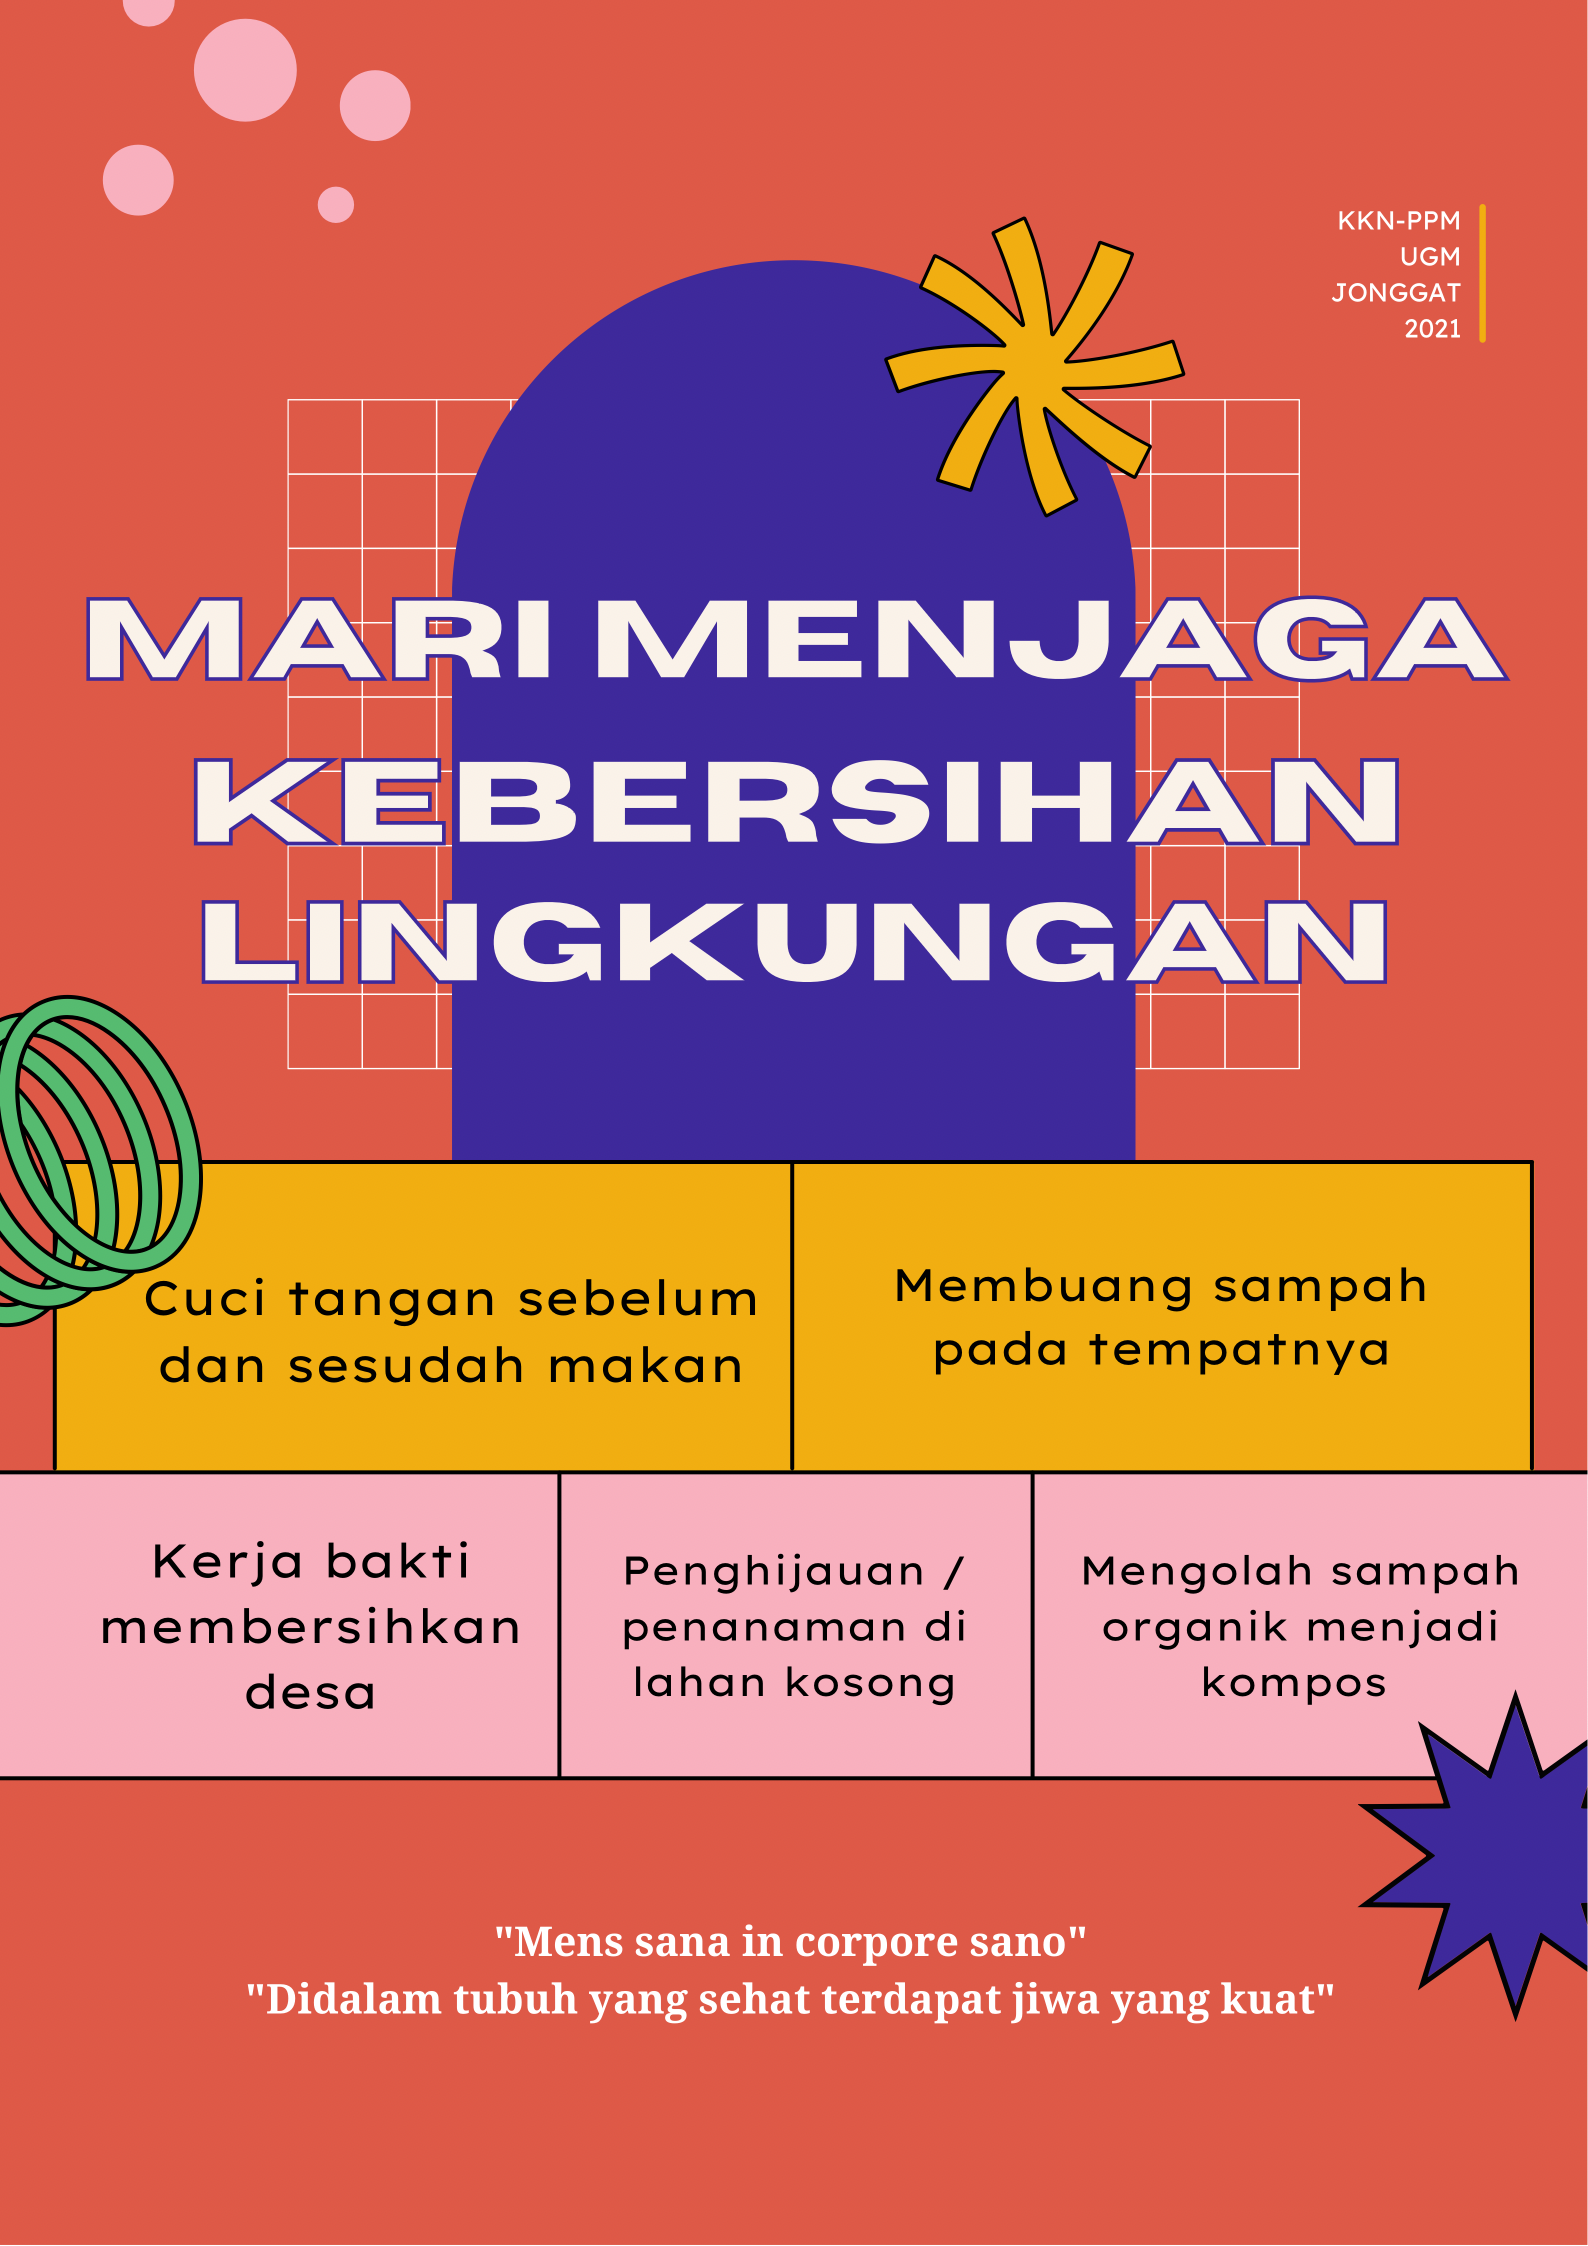 KKN-PPM
UGM
JONGGAT
2021
MARI MENJAGA
KEBERSIHAN
LINGKUNGAN
Cuci tangan sebelum
dan sesudah makan
Membuang sampah
pada tempatnya
Kerja bakti
membersihkan
desa
Penghijauan /
penanaman di
lahan kosong
Mengolah sampah
organik menjadi
kompos
"Mens sana in corpore sano"
"Didalam tubuh yang sehat terdapat jiwa yang kuat"